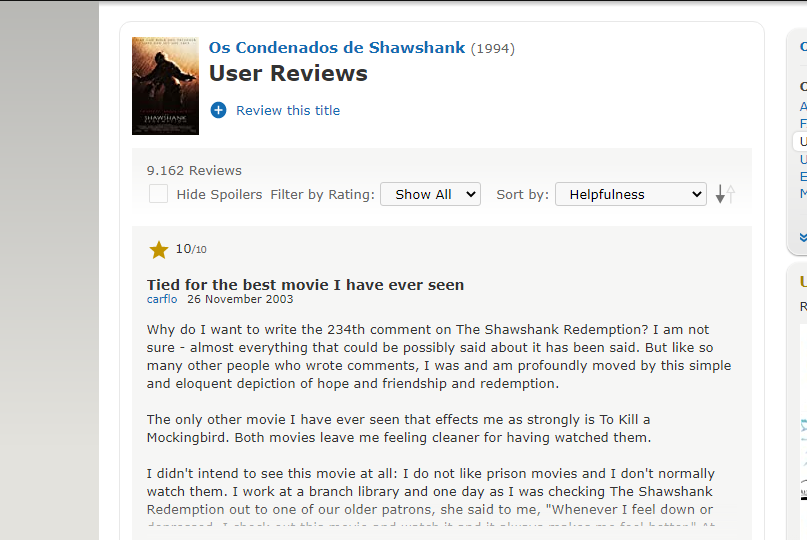 Os Condenados de Shawshank (1994)
User Reviews
Review this title
9.162 Reviews
Hide Spoilers Filter by Rating: Show All Sort by: Helpfulness
10/10
Tied for the best movie I have ever seen
carflo 26 November 2003
Why do I want to write the 234th comment on The Shawshank Redemption? I am not
sure - almost everything that could be possibly said about it has been said. But like so
many other people who wrote comments, I was and am profoundly moved by this simple
and eloquent depiction of hope and friendship and redemption.
The only other movie I have ever seen that effects me as strongly is To Kill a
Mockingbird. Both movies leave me feeling cleaner for having watched them.
I didn't intend to see this movie at all: I do not like prison movies and I don't normally
watch them. I work at a branch library and one day as I was checking The Shawshank
Redemption out to one of our older patrons, she said to me, "Whenever I feel down or
depressed, I check out this movie and watch it and it always makes me feel better." At